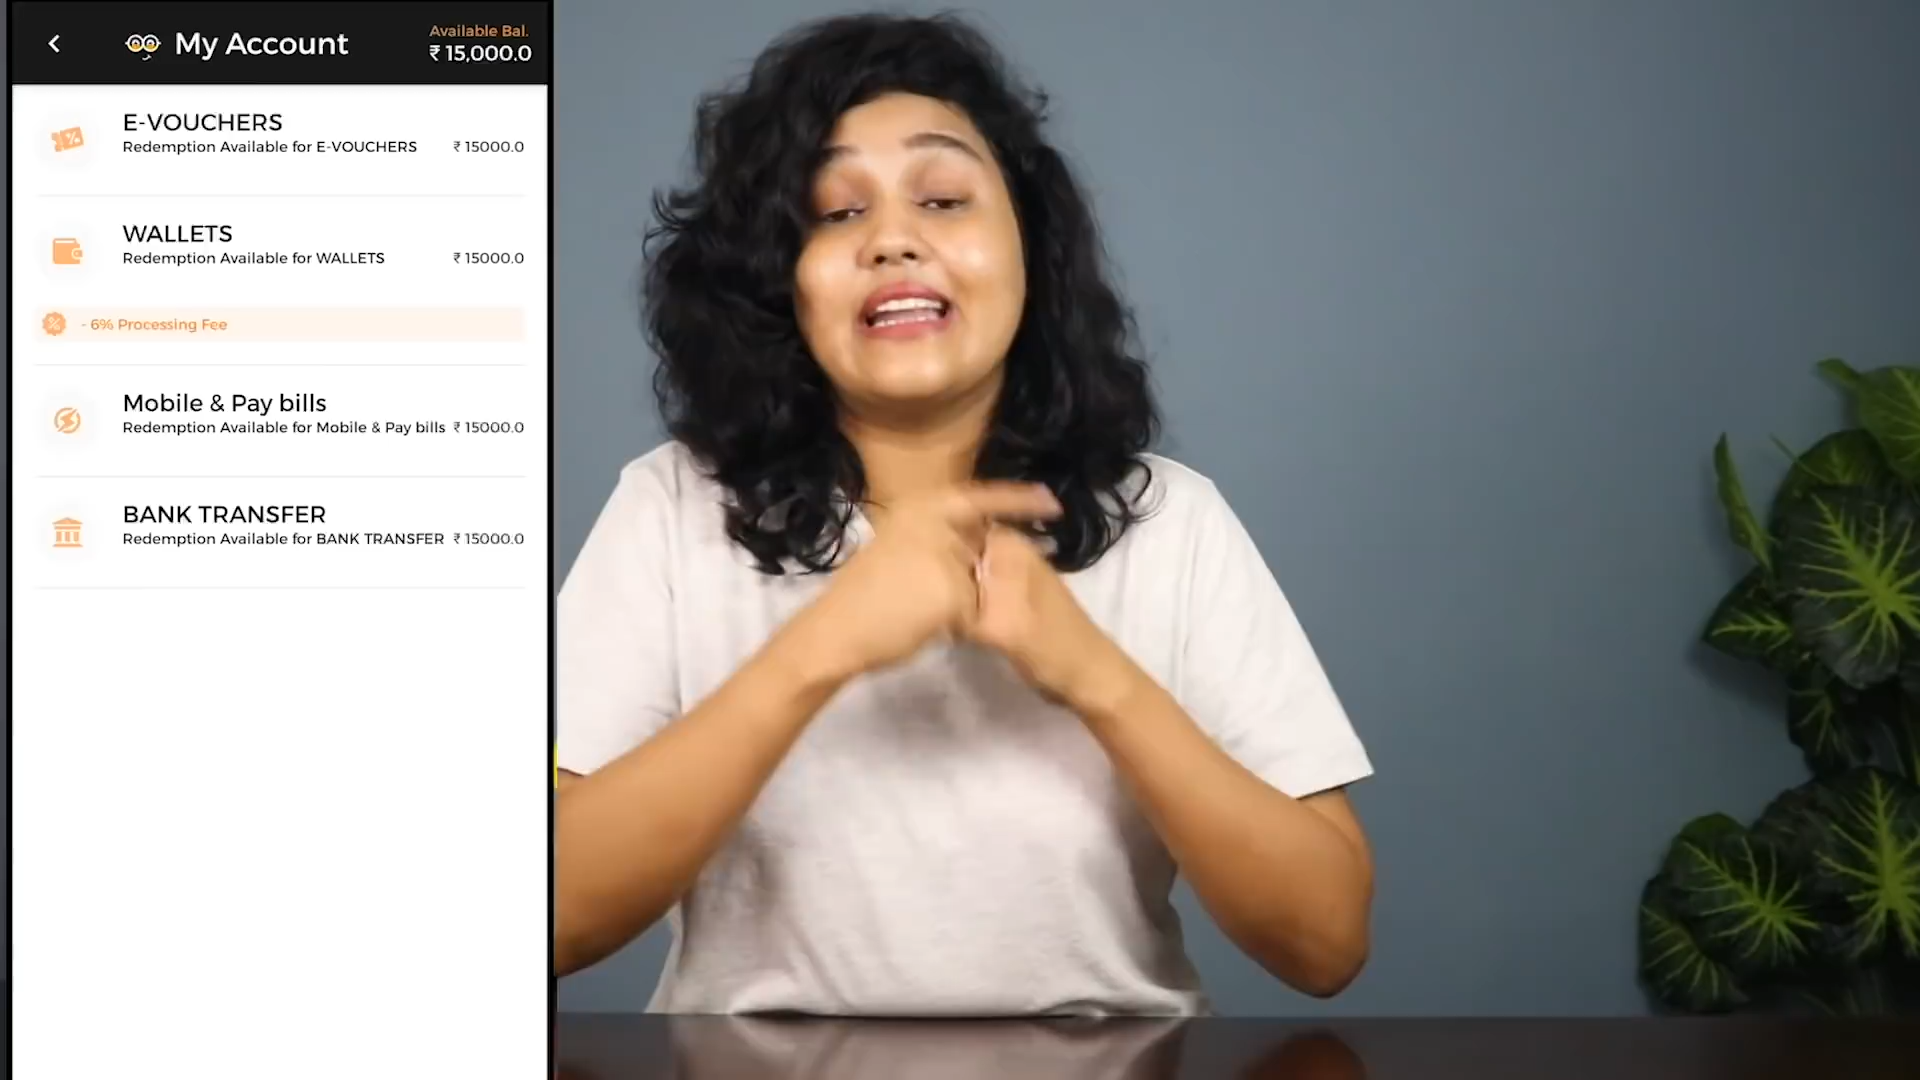 My Account
Available Bal.
₹ 15,000.0
E-VOUCHERS
Redemption Available for E-VOUCHERS ₹ 15000.0
WALLETS
Redemption Available for WALLETS ₹ 15000.0
- 6% Processing Fee
Mobile & Pay bills
Redemption Available for Mobile & Pay bills ₹ 15000.0
BANK TRANSFER
Redemption Available for BANK TRANSFER ₹ 15000.0